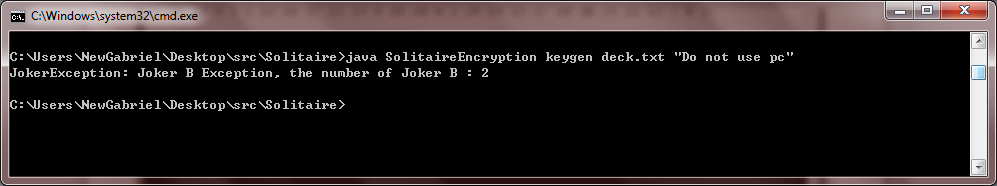 C:\Windows\system32\cmd.exe
C:\Users\NewGabriel\Desktop\src\Solitaire>java SolitaireEncryption keygen deck.txt "Do not use pc"
JokerException: Joker B Exception, the number of Joker B : 2
C:\Users\NewGabriel\Desktop\src\Solitaire>